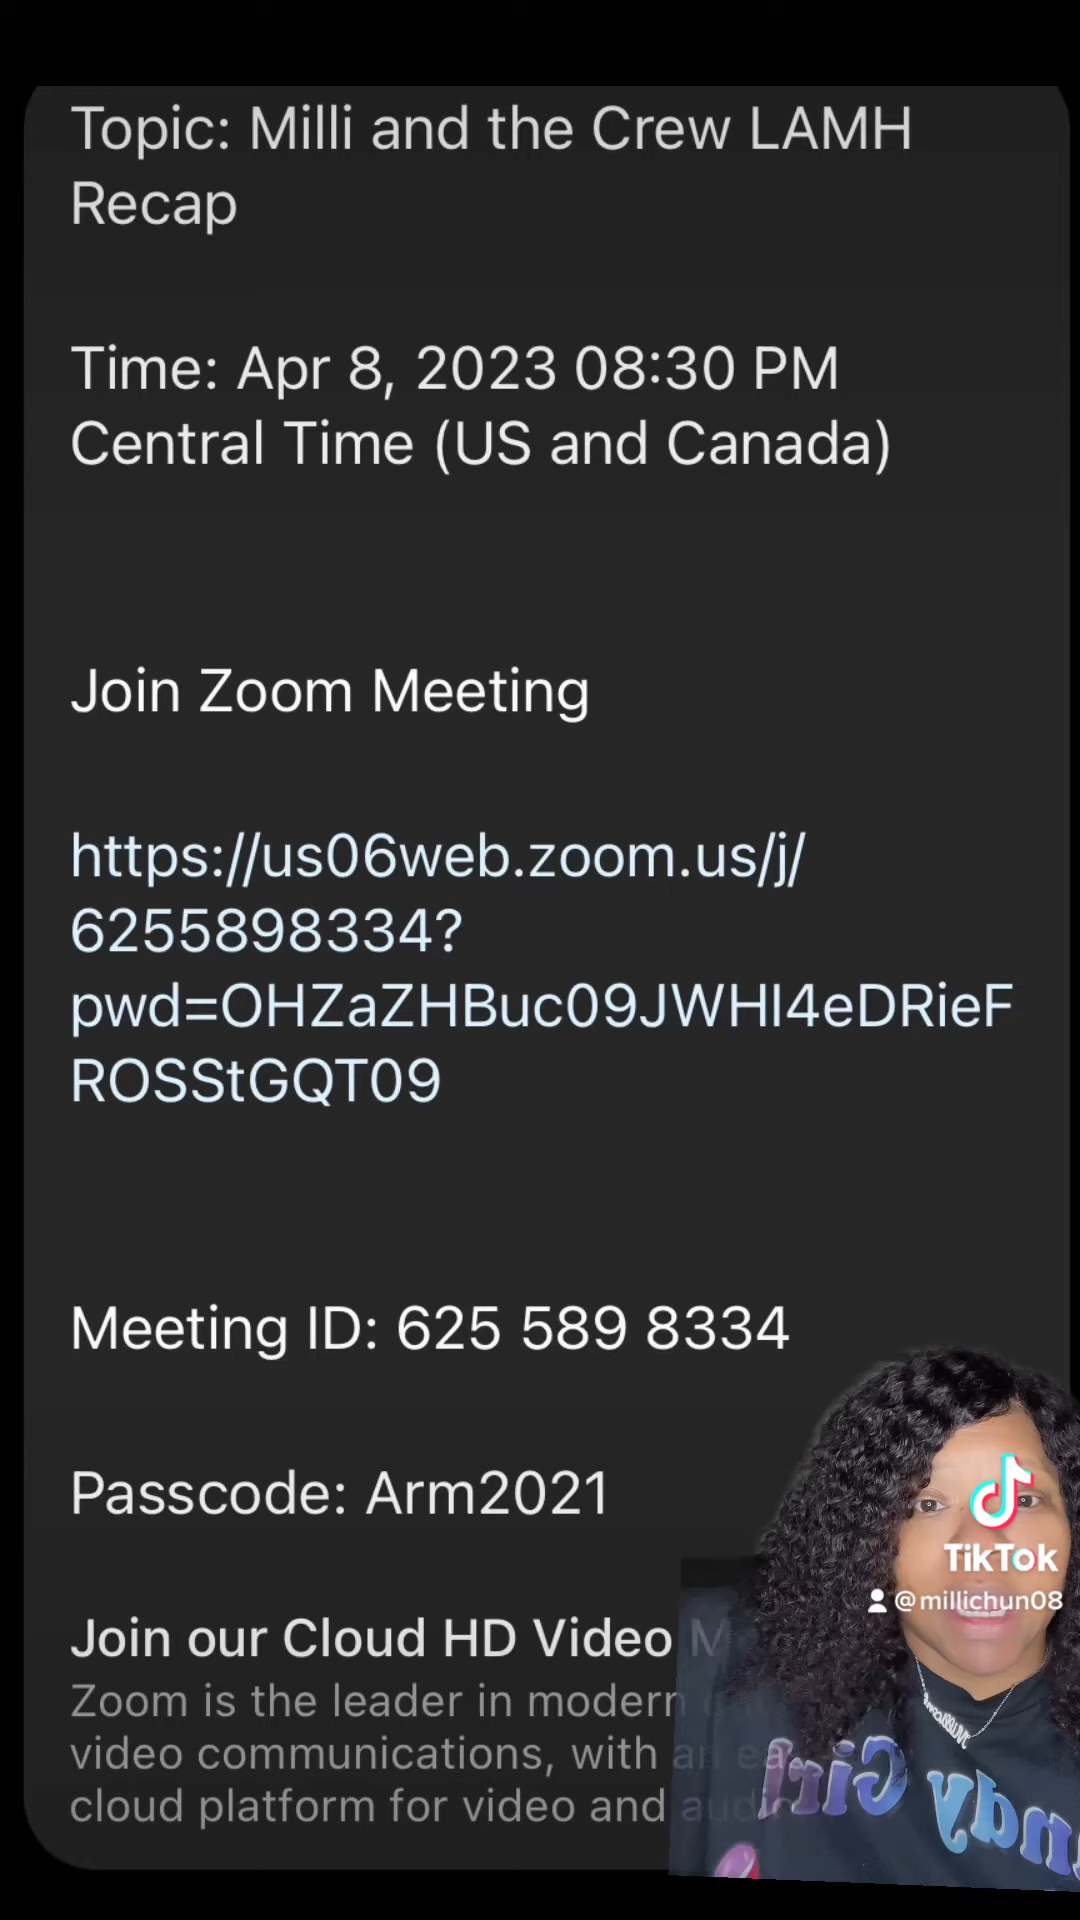 Topic: Milli and the Crew LAMH
Recap
Time: Apr 8, 2023 08:30 PM
Central Time (US and Canada)
Join Zoom Meeting
https://us06web.zoom.us/j/
6255898334?
pwd=OHZaZHBuc09JWHI4eDRieF
ROSStGQT09
Meeting ID: 625 589 8334
Passcode: Arm2021
Join our Cloud HD Video
Zoom is the leader in modern
video communications, with an
cloud platform for video and audio
TikTok
@millichun08
Girl